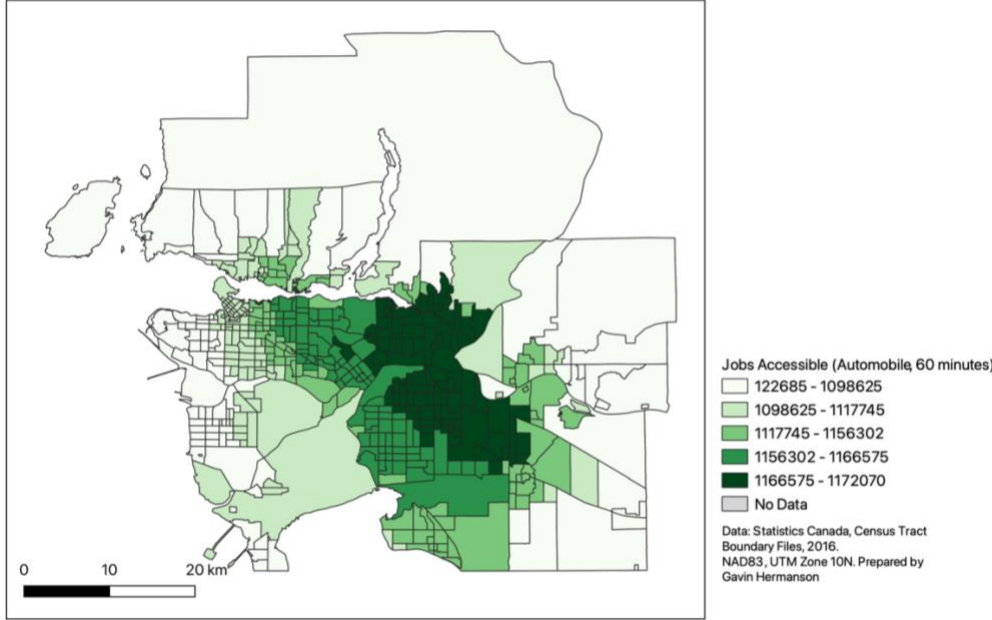 Jobs Accessible (Automobile, 60 minutes)
122685 - 1098625
1098625 - 1117745
1117745 - 1156302
1156302 - 1166575
1166575 - 1172070
No Data
Data: Statistics Canada, Census Tract
Boundary Files, 2016.
NAD83, UTM Zone 10N. Prepared by
Gavin Hermanson
0 10 20 km